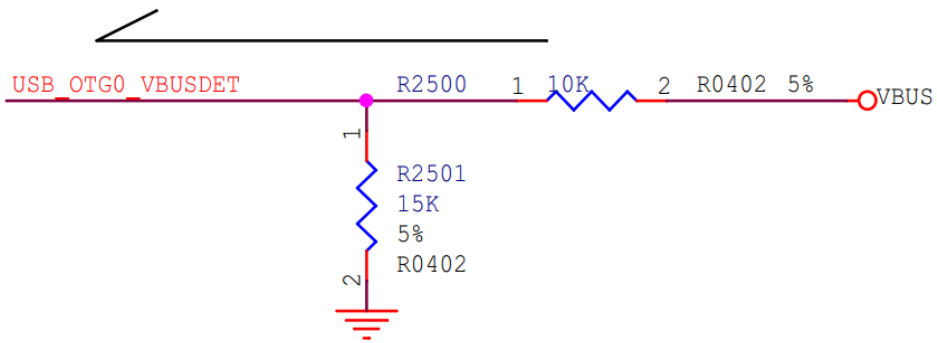 USB_OTG0_VBUSDET R2500 1 10K 2 R0402 5% VBUS
1
R2501
15K
5%
R0402
2